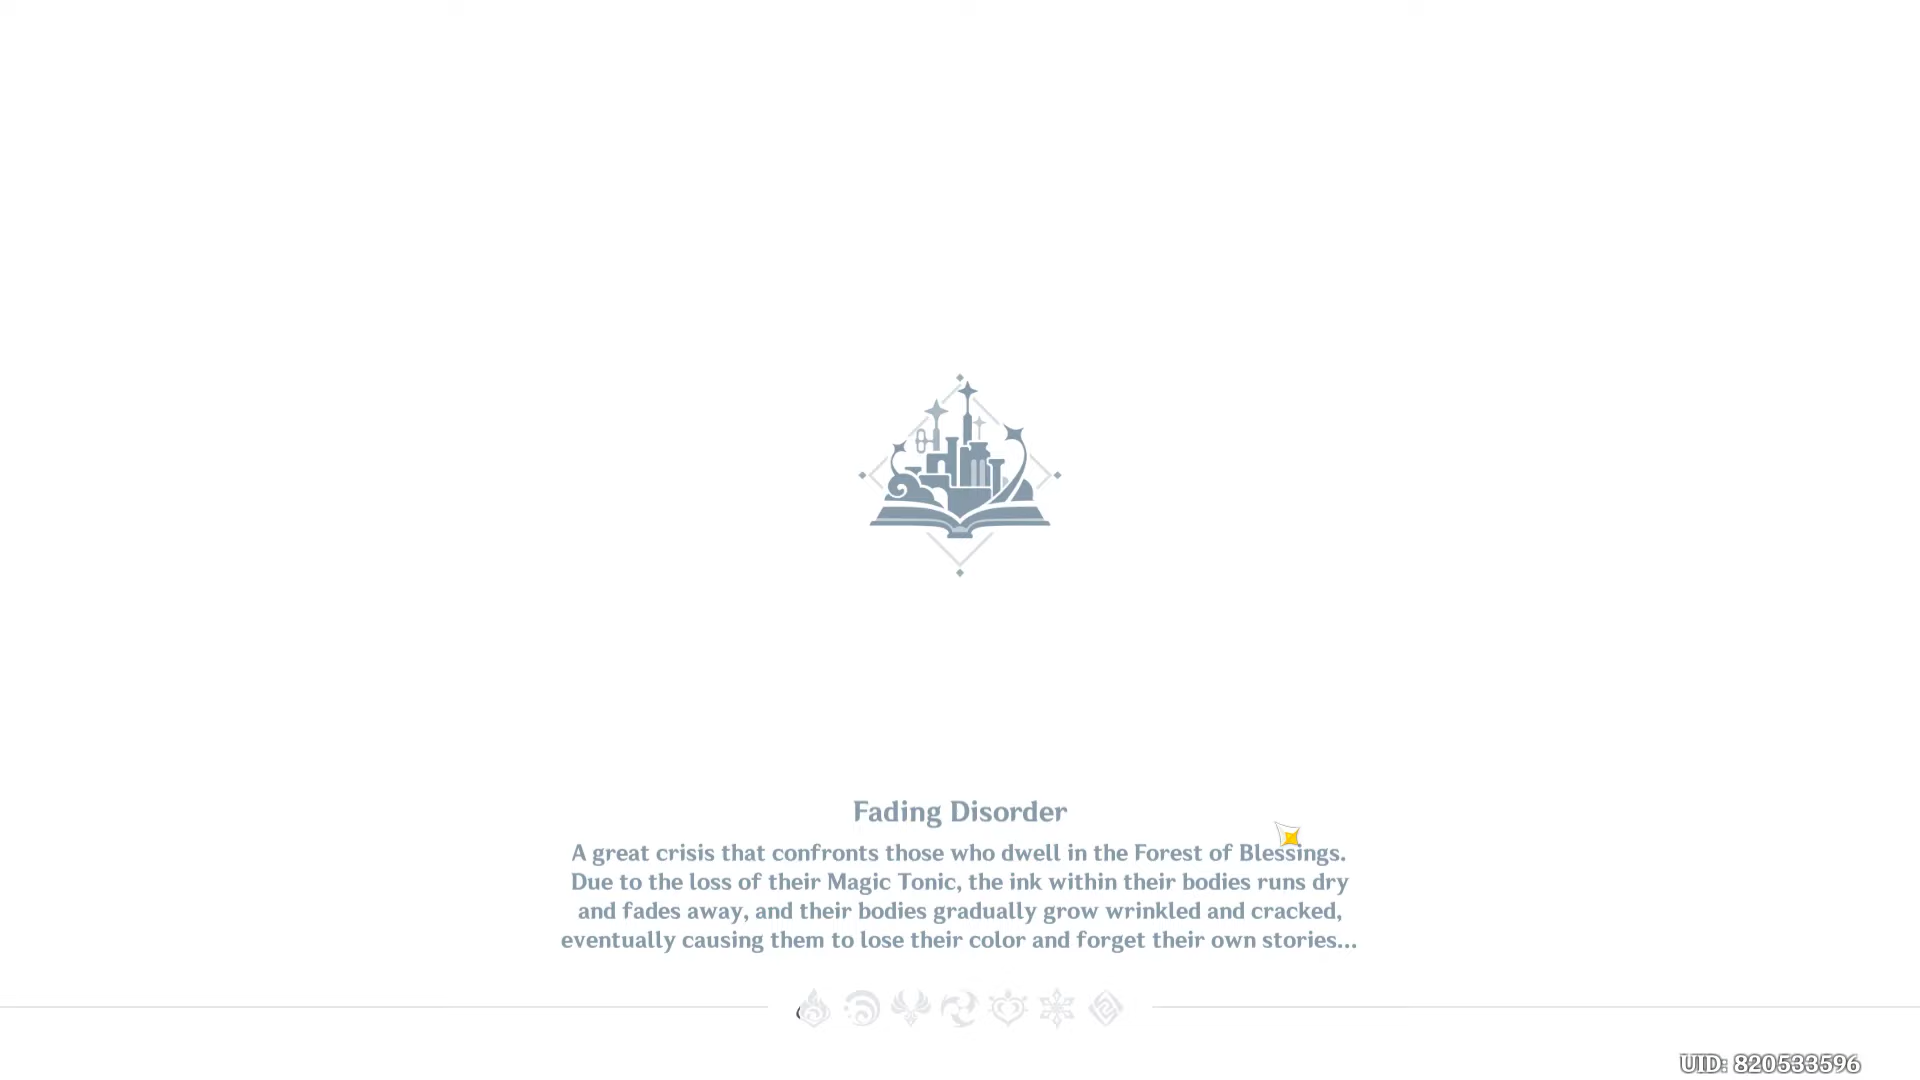 Fading Disorder
A great crisis that confronts those who dwell in the Forest of Blessings.
Due to the loss of their Magic Tonic, the ink within their bodies runs dry
and fades away, and their bodies gradually grow wrinkled and cracked,
eventually causing them to lose their color and forget their own stories...
UID: 820533596